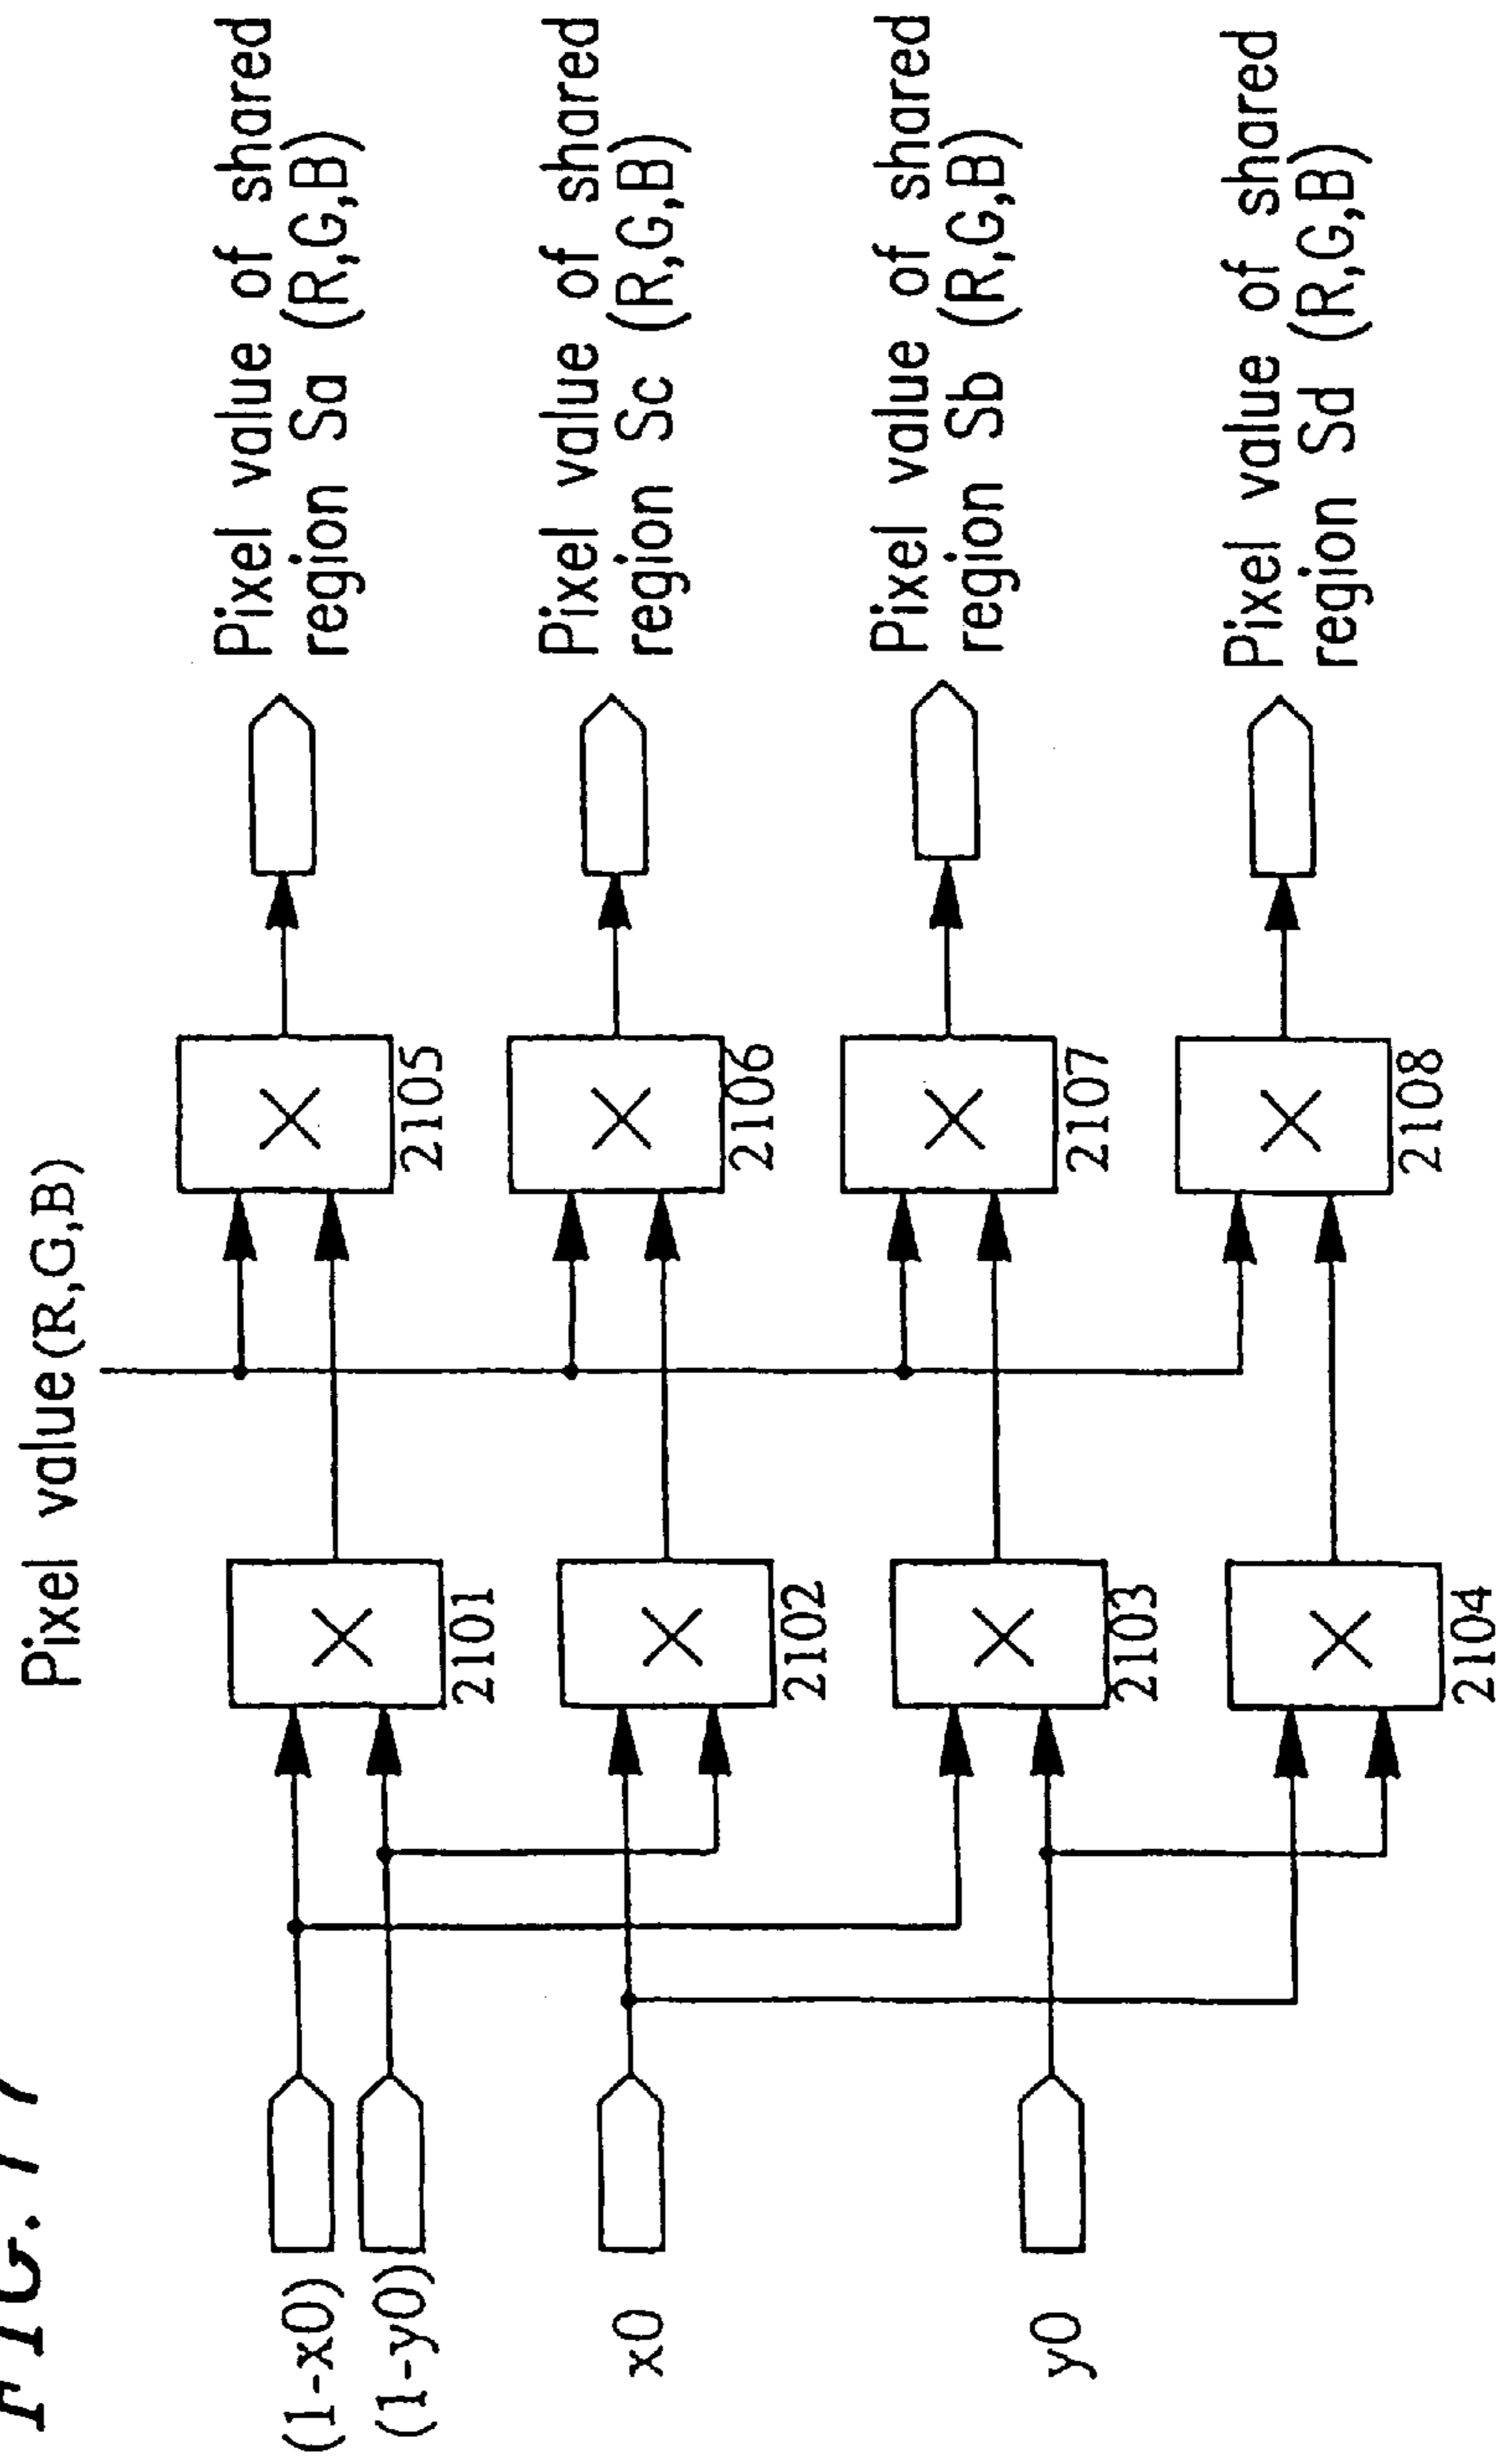 FIG. 17
Pixel value(R,G,B)
(1-x0)
(1-y0)
x0
y0
2101
2102
2103
2104
2105
2106
2107
2108
Pixel value of shared
region Sa (R,G,B)
Pixel value of shared
region Sc (R,G,B)
Pixel value of shared
region Sb (R,G,B)
Pixel value of shared
region Sd (R,G,B)